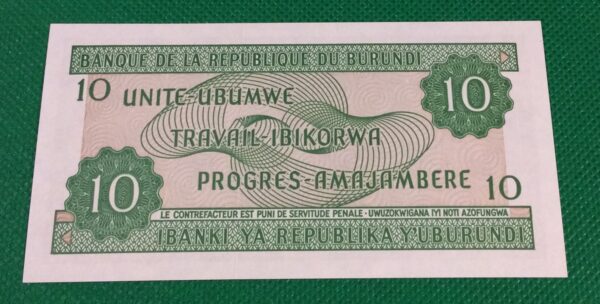 BANQUE DE LA REPUBLIQUE DU BURUNDI
10 UNITE-UBUMWE 10
TRAVAIL-IBIKORWA
10 PROGRES-AMAJAMBERE 10
LE CONTREFACTEUR EST PUNI DE SERVITUDE PENALE - UWUZOKWIGANA IYI NOTI AZOFUNGWA
IBANKI YA REPUBLIKA Y'UBURUNDI